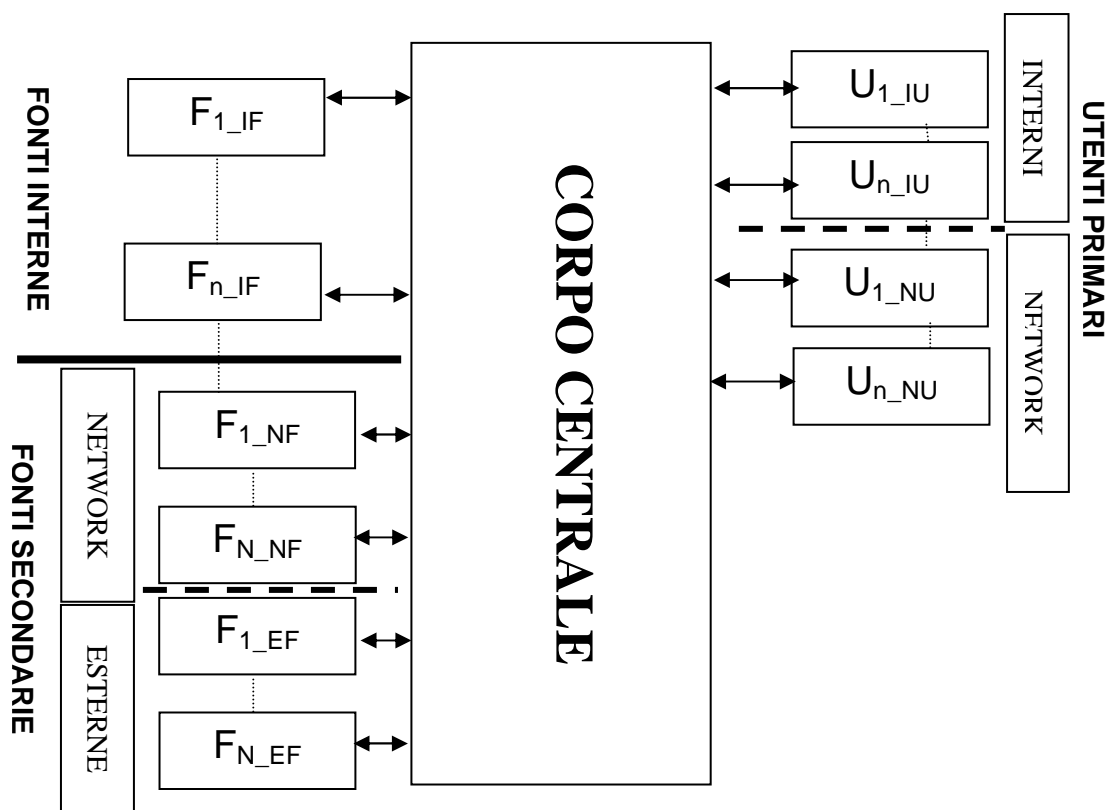 FONTI INTERNE
F1_IF
Fn_IF
FONTI SECONDARIE
NETWORK
F1_NF
FN_NF
ESTERNE
F1_EF
FN_EF
CORPO CENTRALE
U1_IU
Un_IU
U1_NU
Un_NU
INTERNI
NETWORK
UTENTI PRIMARI